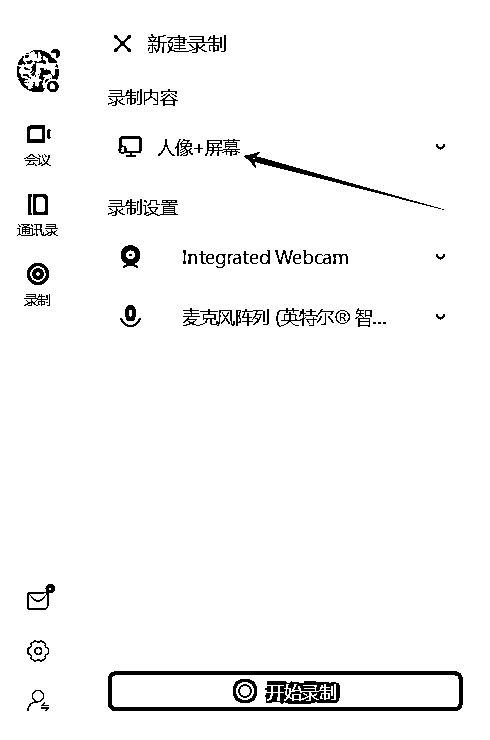 新建录制
录制内容
人像+屏幕
录制设置
Integrated Webcam
麦克风阵列 (英特尔® 智...
会议
通讯录
录制
开始录制